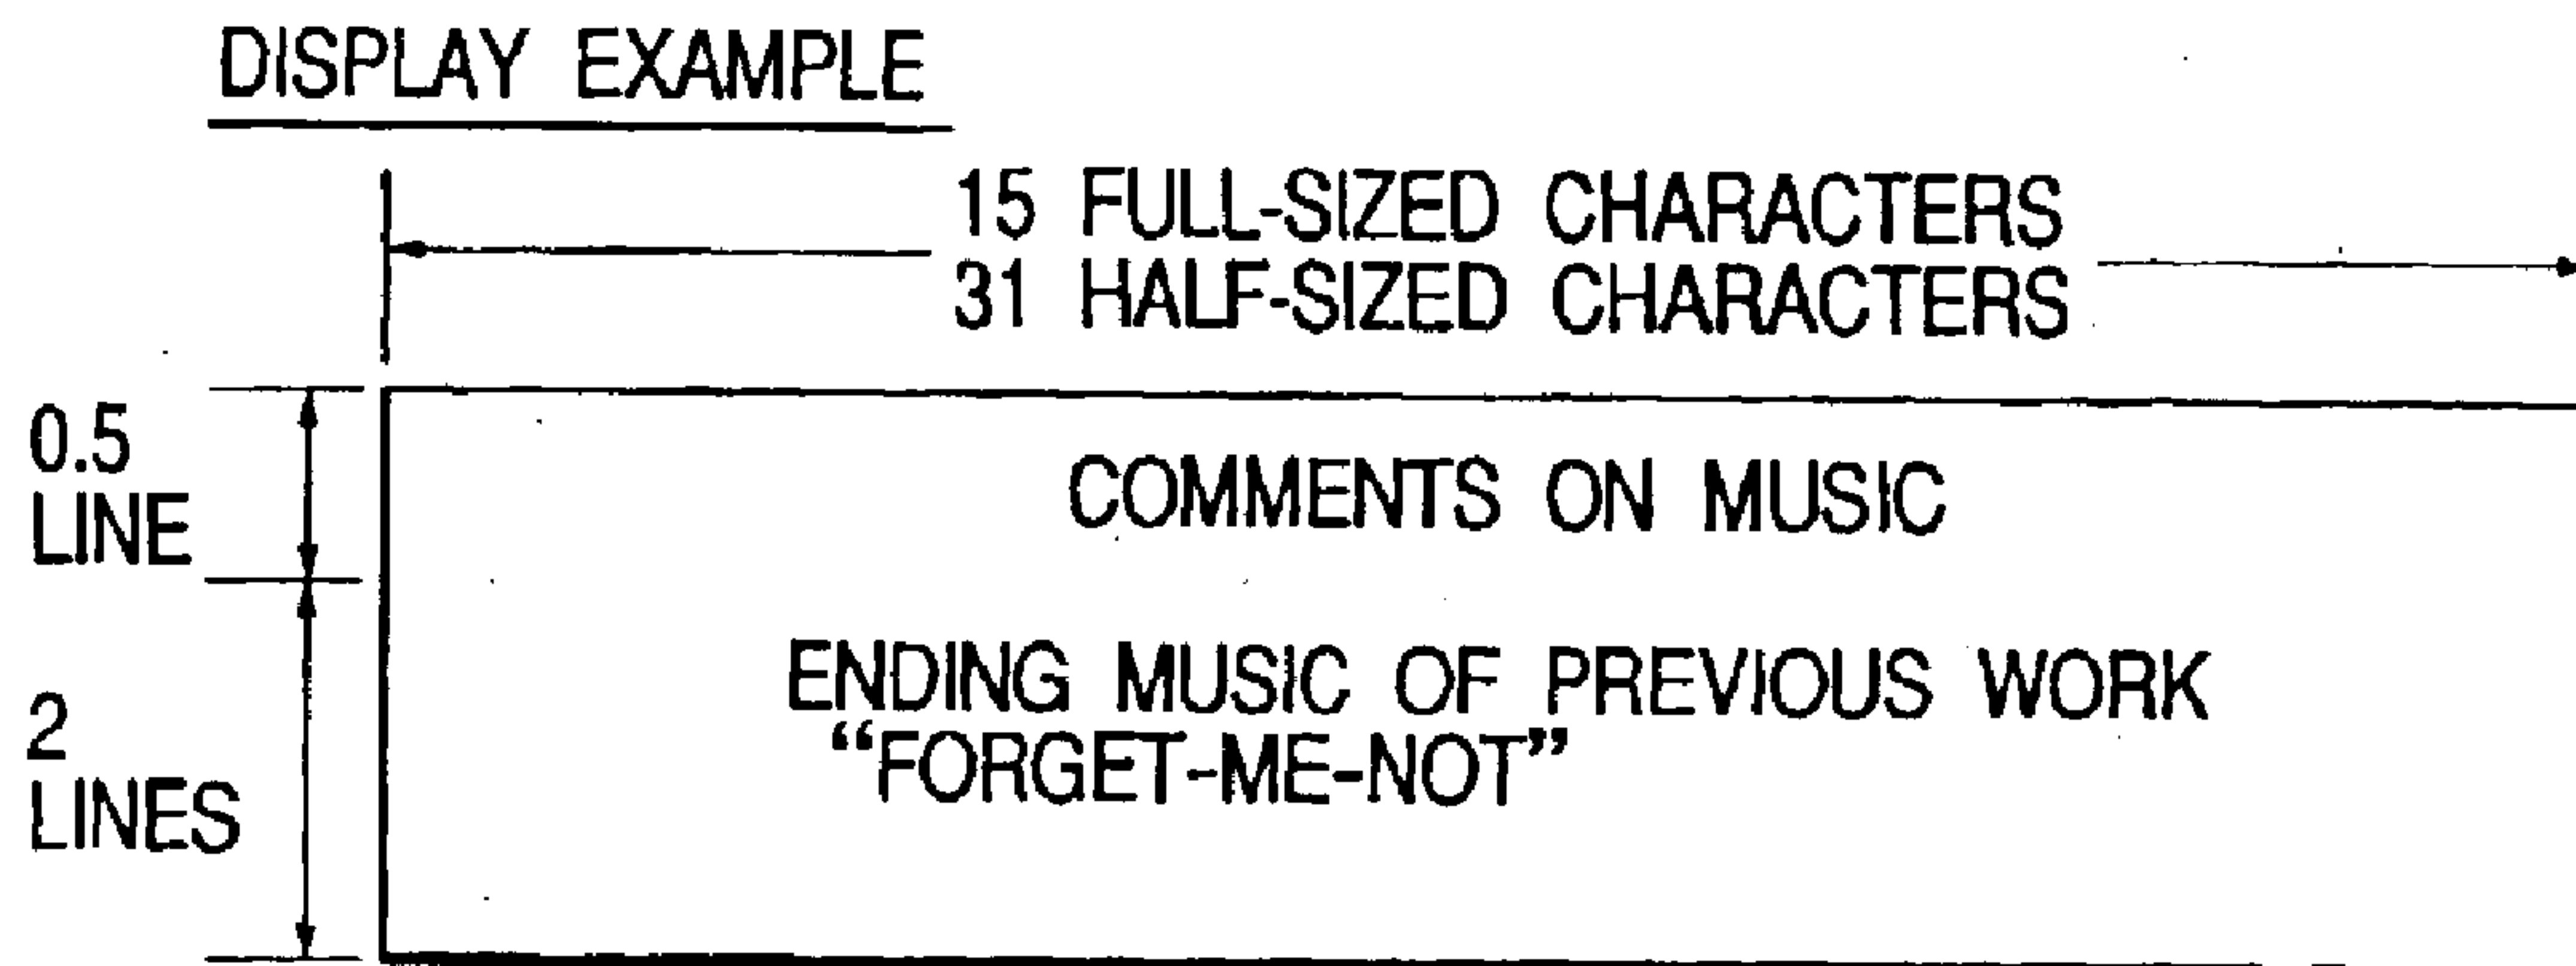 DISPLAY EXAMPLE
15 FULL-SIZED CHARACTERS
31 HALF-SIZED CHARACTERS
0.5
LINE
COMMENTS ON MUSIC
2
LINES
ENDING MUSIC OF PREVIOUS WORK
“FORGET-ME-NOT”